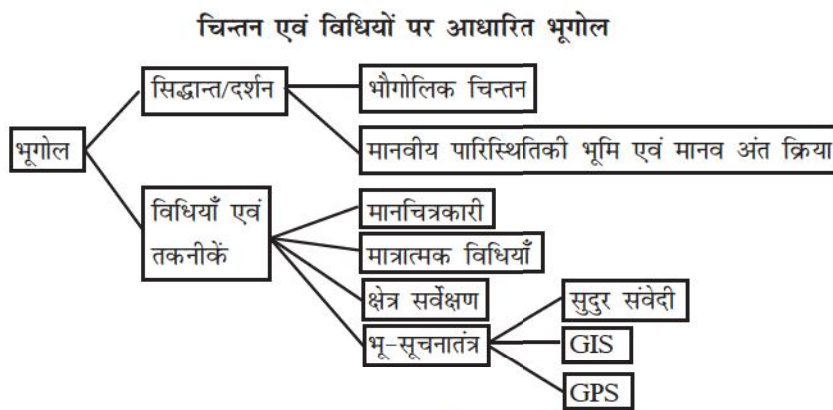 चिन्तन एवं विधियों पर आधारित भूगोल
भूगोल
सिद्धान्त/दर्शन
भौगोलिक चिन्तन
मानवीय पारिस्थितिकी भूमि एवं मानव अंत क्रिया
विधियाँ एवं
तकनीकें
मानचित्रकारी
मात्रात्मक विधियाँ
क्षेत्र सर्वेक्षण
भू-सूचनातंत्र
सुदुर संवेदी
GIS
GPS